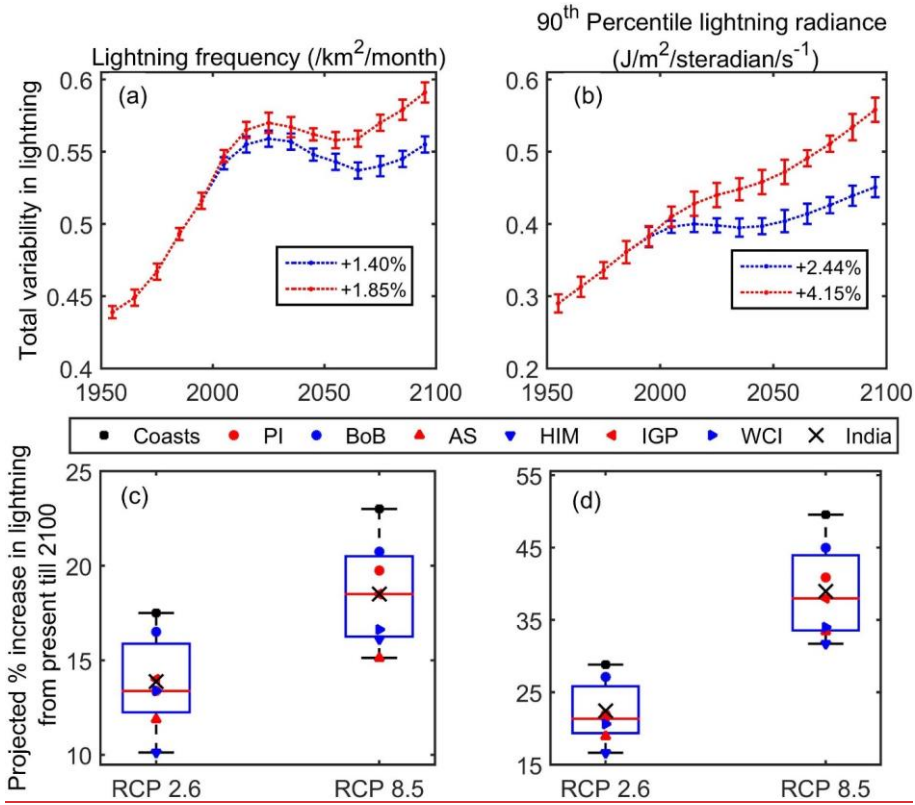 Lightning frequency (/km²/month)
90th Percentile lightning radiance
(J/m²/steradian/s⁻¹)
Total variability in lightning
(a)
0.6
0.55
0.5
0.45
0.4
1950 2000 2050 2100
+1.40%
+1.85%
(b)
0.6
0.5
0.4
0.3
0.2
1950 2000 2050 2100
+2.44%
+4.15%
Coasts PI BoB AS HIM IGP WCI India
Projected % increase in lightning
from present till 2100
(c)
25
20
15
10
RCP 2.6 RCP 8.5
(d)
55
45
35
25
15
RCP 2.6 RCP 8.5